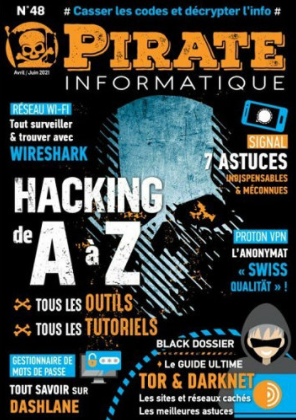 N°48
# Casser les codes et décrypter l'info #
PIRATE
Avril / Juin 2021
INFORMATIQUE
RÉSEAU WI-FI
Tout surveiller
& trouver avec
WIRESHARK
SIGNAL
7 ASTUCES
INDISPENSABLES
& MÉCONNUES
HACKING
de A à Z
TOUS LES OUTILS
TOUS LES TUTORIELS
PROTON VPN
L'ANONYMAT
« SWISS
QUALITÄT » !
GESTIONNAIRE DE
MOTS DE PASSE
TOUT SAVOIR SUR
DASHLANE
BLACK DOSSIER
Le GUIDE ULTIME
TOR & DARKNET
Les sites et réseaux cachés
Les meilleures astuces